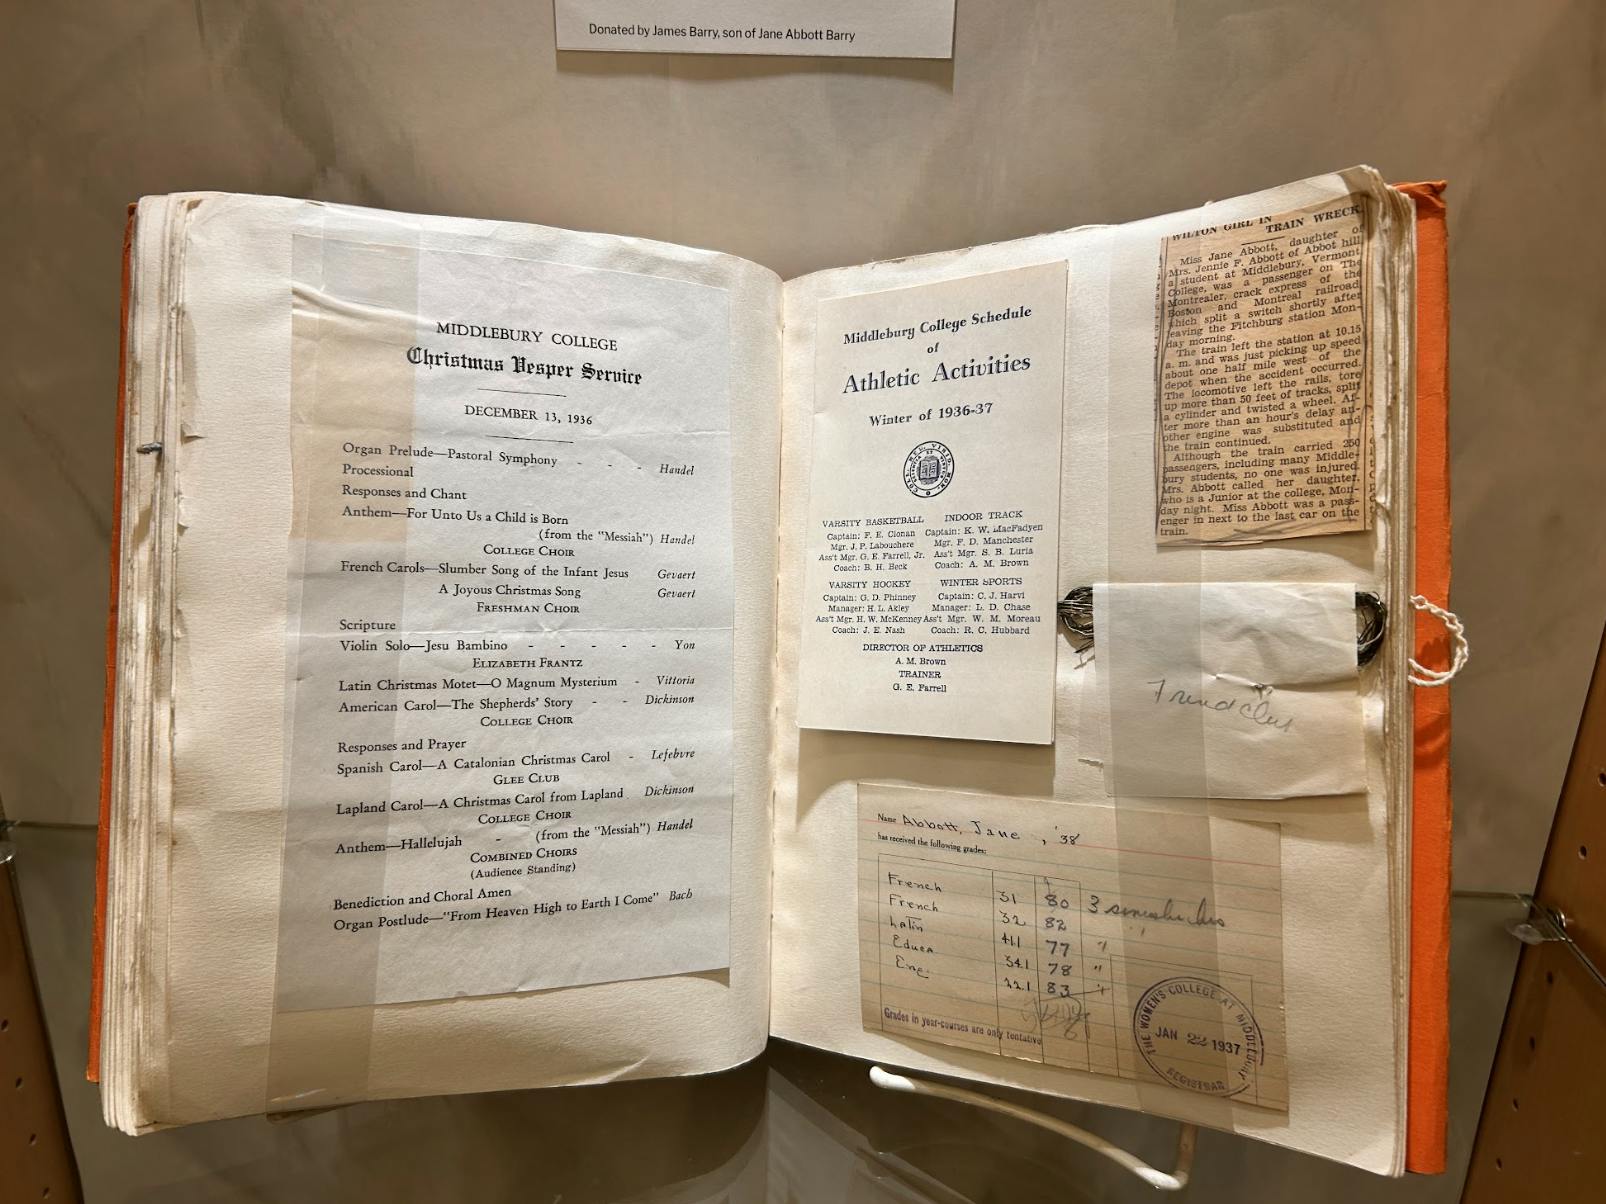 Donated by James Barry, son of Jane Abbott Barry
MIDDLEBURY COLLEGE
Christmas Vesper Service
DECEMBER 13, 1936
Organ Prelude—Pastoral Symphony - - - Handel
Processional
Responses and Chant
Anthem—For Unto Us a Child is Born
(from the "Messiah") Handel
COLLEGE CHOIR
French Carols—Slumber Song of the Infant Jesus Gevaert
A Joyous Christmas Song Gevaert
FRESHMAN CHOIR
Scripture
Violin Solo—Jesu Bambino - - - - - Yon
ELIZABETH FRANTZ
Latin Christmas Motet—O Magnum Mysterium - Vittoria
American Carol—The Shepherds' Story - - Dickinson
COLLEGE CHOIR
Responses and Prayer
Spanish Carol—A Catalonian Christmas Carol - Lefebvre
GLEE CLUB
Lapland Carol—A Christmas Carol from Lapland Dickinson
COLLEGE CHOIR
Anthem—Hallelujah - (from the "Messiah") Handel
COMBINED CHOIRS
(Audience Standing)
Benediction and Choral Amen
Organ Postlude—"From Heaven High to Earth I Come" Bach
Middlebury College Schedule
of
Athletic Activities
Winter of 1936-37
VARSITY BASKETBALL
Captain: F. E. Clonan
Mgr. J. P. Labouchere
Ass't Mgr. G. E. Farrell, Jr.
Coach: B. H. Beck
INDOOR TRACK
Captain: K. W. MacFadyen
Mgr. F. D. Manchester
Ass't Mgr. S. B. Luria
Coach: A. M. Brown
VARSITY HOCKEY
Captain: G. D. Phinney
Manager: H. L. Akley
Ass't Mgr. H. W. McKenney
Coach: J. E. Nash
WINTER SPORTS
Captain: C. J. Harvi
Manager: L. D. Chase
Ass't Mgr. W. M. Moreau
Coach: R. C. Hubbard
DIRECTOR OF ATHLETICS
A. M. Brown
TRAINER
G. E. Farrell
WILTON GIRL IN
TRAIN WRECK
Miss Jane Abbott, daughter of
Mrs. Jennie F. Abbott of Abbot hill
a student at Middlebury, Vermont
College, was a passenger on The
Montrealer, crack express of the
Boston and Montreal railroad,
which split a switch shortly after
leaving the Fitchburg station Mon-
day morning.
The train left the station at 10.15
a. m. and was just picking up speed
about one half mile west of the
depot when the accident occurred.
The locomotive left the rails, tore
up more than 50 feet of tracks, split
a cylinder and twisted a wheel. Af-
ter more than an hour's delay an-
other engine was substituted and
the train continued.
Although the train carried 250
passengers, including many Middle-
bury students, no one was injured.
Mrs. Abbott called her daughter,
who is a Junior at the college, Mon-
day night. Miss Abbott was a pass-
enger in next to the last car on the
train.
Name Abbott, Jane, '38
has received the following grades:
French 31 80 3 semester hrs
French 32 82 "
Latin 41.1 77 "
Educa 34.1 78 "
Eng. 22.1 83 "
Grades in year-courses are only tentative
THE WOMEN'S COLLEGE AT MIDDLEBURY
JAN 22 1937
REGISTRAR